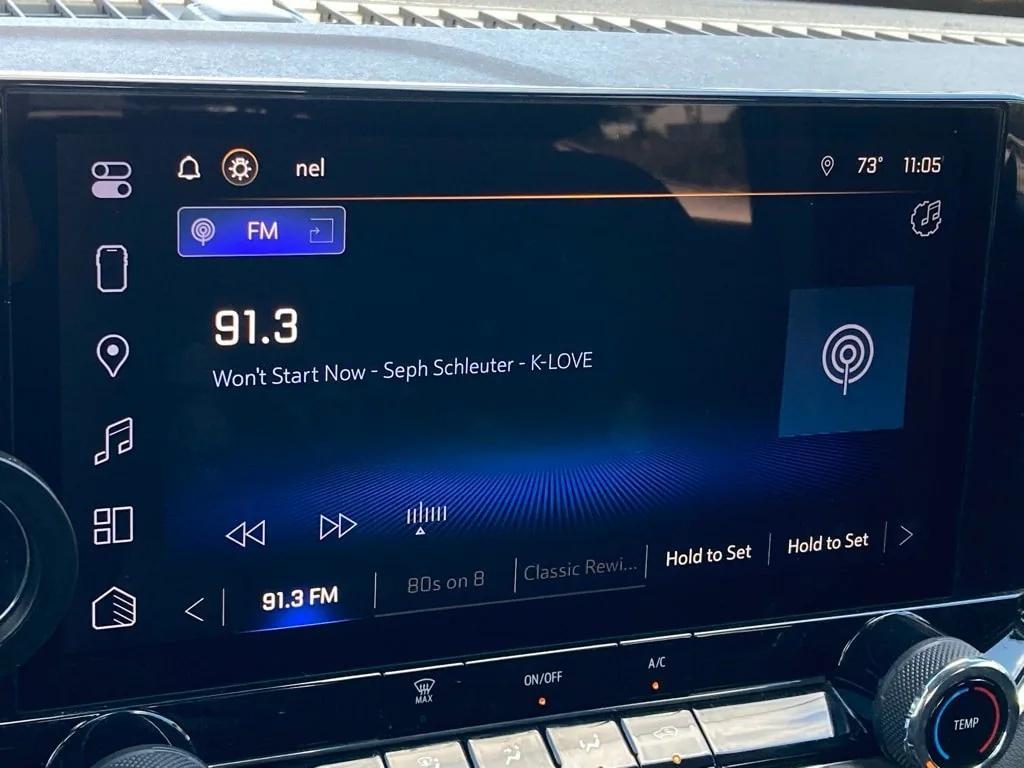 nel
73° 11:05
FM
91.3
Won't Start Now - Seph Schleuter - K-LOVE
91.3 FM 80s on 8 Classic Rewi... Hold to Set Hold to Set
MAX ON/OFF A/C
TEMP